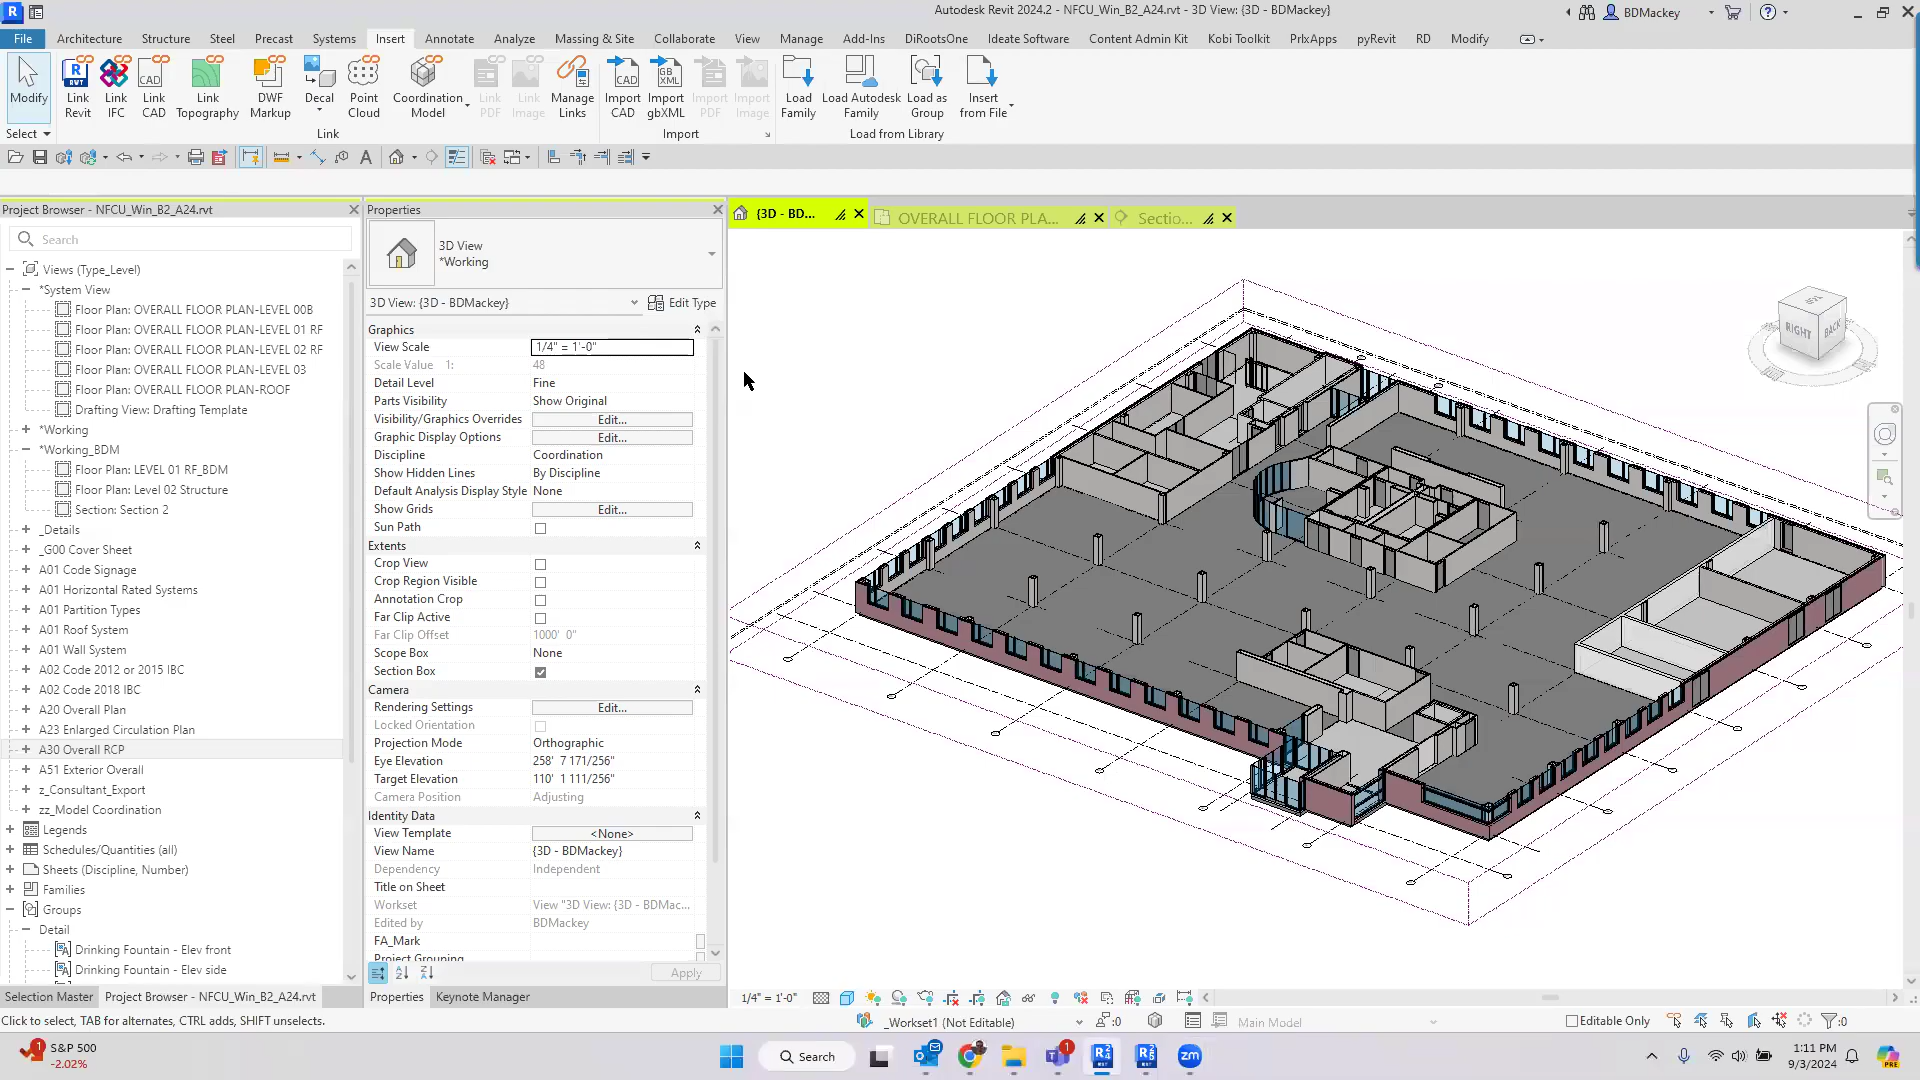 Autodesk Revit 2024.2 - NFCU_Win_B2_A24.rvt - 3D View: {3D - BDMackey}
BDMackey
File Architecture Structure Steel Precast Systems Insert Annotate Analyze Massing & Site Collaborate View Manage Add-Ins DiRootsOne Ideate Software Content Admin Kit Kobi Toolkit PrlxApps pyRevit RD Modify
Modify
Link Revit
Link IFC
Link CAD
Link Topography
DWF Markup
Decal
Point Cloud
Coordination Model
Link PDF
Link Image
Manage Links
Import CAD
Import gbXML
Import PDF
Import Image
Load Family
Load Autodesk Family
Load as Group
Insert from File
Select
Link
Import
Load from Library
Project Browser - NFCU_Win_B2_A24.rvt
Search
Views (Type_Level)
*System View
Floor Plan: OVERALL FLOOR PLAN-LEVEL 00B
Floor Plan: OVERALL FLOOR PLAN-LEVEL 01 RF
Floor Plan: OVERALL FLOOR PLAN-LEVEL 02 RF
Floor Plan: OVERALL FLOOR PLAN-LEVEL 03
Floor Plan: OVERALL FLOOR PLAN-ROOF
Drafting View: Drafting Template
*Working
*Working_BDM
Floor Plan: LEVEL 01 RF_BDM
Floor Plan: Level 02 Structure
Section: Section 2
_Details
_G00 Cover Sheet
A01 Code Signage
A01 Horizontal Rated Systems
A01 Partition Types
A01 Roof System
A01 Wall System
A02 Code 2012 or 2015 IBC
A02 Code 2018 IBC
A20 Overall Plan
A23 Enlarged Circulation Plan
A30 Overall RCP
A51 Exterior Overall
z_Consultant_Export
zz_Model Coordination
Legends
Schedules/Quantities (all)
Sheets (Discipline, Number)
Families
Groups
Detail
Drinking Fountain - Elev front
Drinking Fountain - Elev side
Selection Master
Project Browser - NFCU_Win_B2_A24.rvt
Properties
3D View
*Working
3D View: {3D - BDMackey}
Edit Type
Graphics
View Scale 1/4" = 1'-0"
Scale Value 1: 48
Detail Level Fine
Parts Visibility Show Original
Visibility/Graphics Overrides Edit...
Graphic Display Options Edit...
Discipline Coordination
Show Hidden Lines By Discipline
Default Analysis Display Style None
Show Grids Edit...
Sun Path
Extents
Crop View
Crop Region Visible
Annotation Crop
Far Clip Active
Far Clip Offset 1000' 0"
Scope Box None
Section Box
Camera
Rendering Settings Edit...
Locked Orientation
Projection Mode Orthographic
Eye Elevation 258' 7 171/256"
Target Elevation 110' 1 111/256"
Camera Position Adjusting
Identity Data
View Template <None>
View Name {3D - BDMackey}
Dependency Independent
Title on Sheet
Workset View "3D View: {3D - BDMac...
Edited by BDMackey
FA_Mark
Project Grouping
Apply
Properties
Keynote Manager
{3D - BD...
OVERALL FLOOR PLA...
Sectio...
TOP
RIGHT
BACK
1/4" = 1'-0"
Click to select, TAB for alternates, CTRL adds, SHIFT unselects.
_Workset1 (Not Editable)
:0
Main Model
Editable Only
:0
1
S&P 500
-2.02%
Search
1
zm
1:11 PM
9/3/2024
PRE